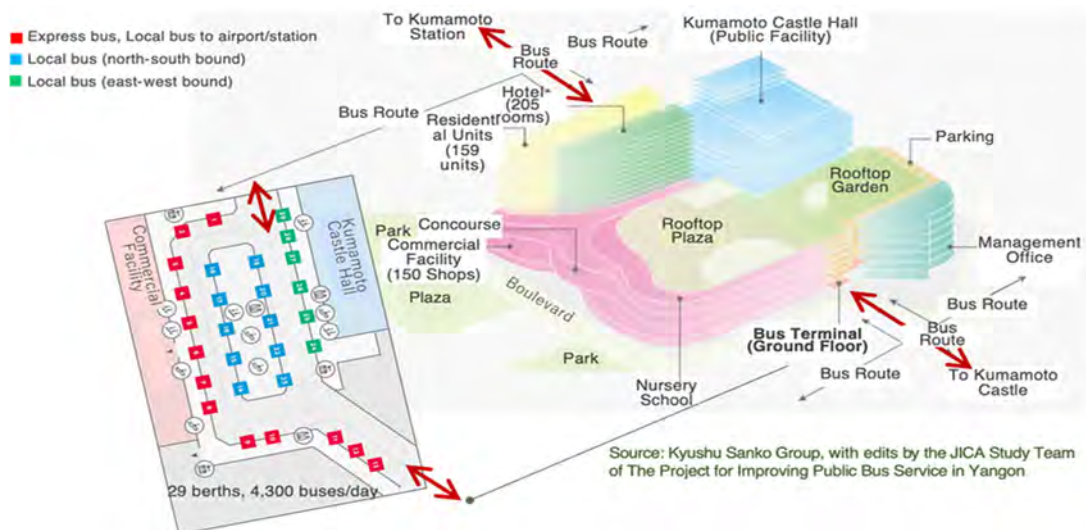 Express bus, Local bus to airport/station
Local bus (north-south bound)
Local bus (east-west bound)
To Kumamoto
Station
Bus Route
Bus
Route
Kumamoto Castle Hall
(Public Facility)
Bus Route
Hotel
(205
rooms)
Residenti
al Units
(159
units)
Parking
Rooftop
Garden
Rooftop
Plaza
Concourse
Park
Commercial
Facility
(150 Shops)
Plaza
Boulevard
Park
Management
Office
Bus Route
Bus
Route
Bus Terminal
(Ground Floor)
Bus Route
To Kumamoto
Castle
Nursery
School
Commercial
Facility
Kumamoto
Castle Hall
29 berths, 4,300 buses/day
Source: Kyushu Sanko Group, with edits by the JICA Study Team
of The Project for Improving Public Bus Service in Yangon